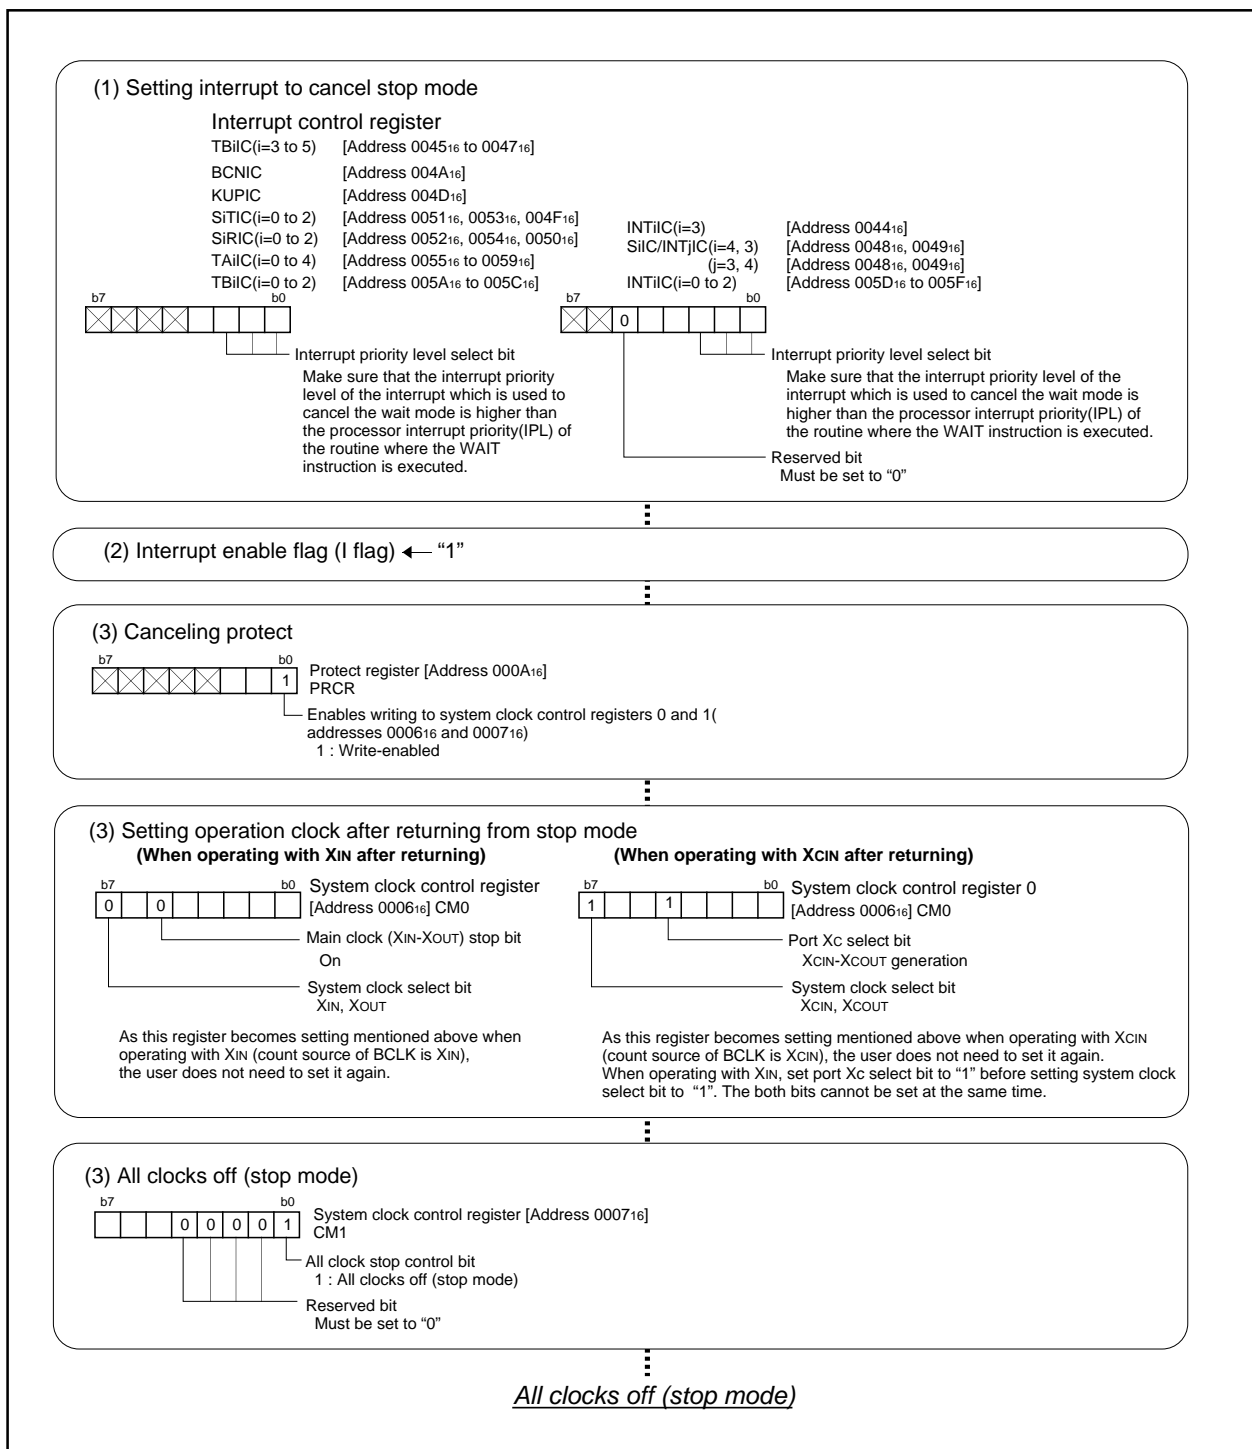 (1) Setting interrupt to cancel stop mode
Interrupt control register
TBiIC(i=3 to 5) [Address 004516 to 004716]
BCNIC [Address 004A16]
KUPIC [Address 004D16]
SiTIC(i=0 to 2) [Address 005116, 005316, 004F16]
SiRIC(i=0 to 2) [Address 005216, 005416, 005016]
TAiIC(i=0 to 4) [Address 005516 to 005916]
TBiIC(i=0 to 2) [Address 005A16 to 005C16]
b7 b0
Interrupt priority level select bit
Make sure that the interrupt priority
level of the interrupt which is used to
cancel the wait mode is higher than
the processor interrupt priority(IPL) of
the routine where the WAIT
instruction is executed.
INTiIC(i=3) [Address 004416]
SiIC/INTjIC(i=4, 3) [Address 004816, 004916]
(j=3, 4) [Address 004816, 004916]
INTiIC(i=0 to 2) [Address 005D16 to 005F16]
b7 b0
0
Interrupt priority level select bit
Make sure that the interrupt priority level of the
interrupt which is used to cancel the wait mode is
higher than the processor interrupt priority(IPL) of
the routine where the WAIT instruction is executed.
Reserved bit
Must be set to “0”
(2) Interrupt enable flag (I flag) ← “1”
(3) Canceling protect
b7 b0
1
Protect register [Address 000A16]
PRCR
Enables writing to system clock control registers 0 and 1(
addresses 000616 and 000716)
1 : Write-enabled
(3) Setting operation clock after returning from stop mode
(When operating with XIN after returning)
b7 b0
0 0
System clock control register
[Address 000616] CM0
Main clock (XIN-XOUT) stop bit
On
System clock select bit
XIN, XOUT
As this register becomes setting mentioned above when
operating with XIN (count source of BCLK is XIN),
the user does not need to set it again.
(When operating with XCIN after returning)
b7 b0
1 1
System clock control register 0
[Address 000616] CM0
Port XC select bit
XCIN-XCOUT generation
System clock select bit
XCIN, XCOUT
As this register becomes setting mentioned above when operating with XCIN
(count source of BCLK is XCIN), the user does not need to set it again.
When operating with XIN, set port Xc select bit to “1” before setting system clock
select bit to “1”. The both bits cannot be set at the same time.
(3) All clocks off (stop mode)
b7 b0
0 0 0 0 1
System clock control register [Address 000716]
CM1
All clock stop control bit
1 : All clocks off (stop mode)
Reserved bit
Must be set to “0”
All clocks off (stop mode)